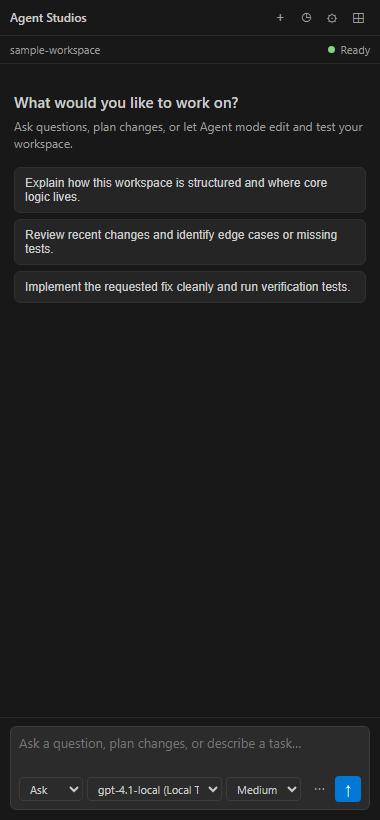 Agent Studios
sample-workspace
Ready
What would you like to work on?
Ask questions, plan changes, or let Agent mode edit and test your
workspace.
Explain how this workspace is structured and where core
logic lives.
Review recent changes and identify edge cases or missing
tests.
Implement the requested fix cleanly and run verification tests.
Ask a question, plan changes, or describe a task...
Ask
gpt-4.1-local (Local T
Medium